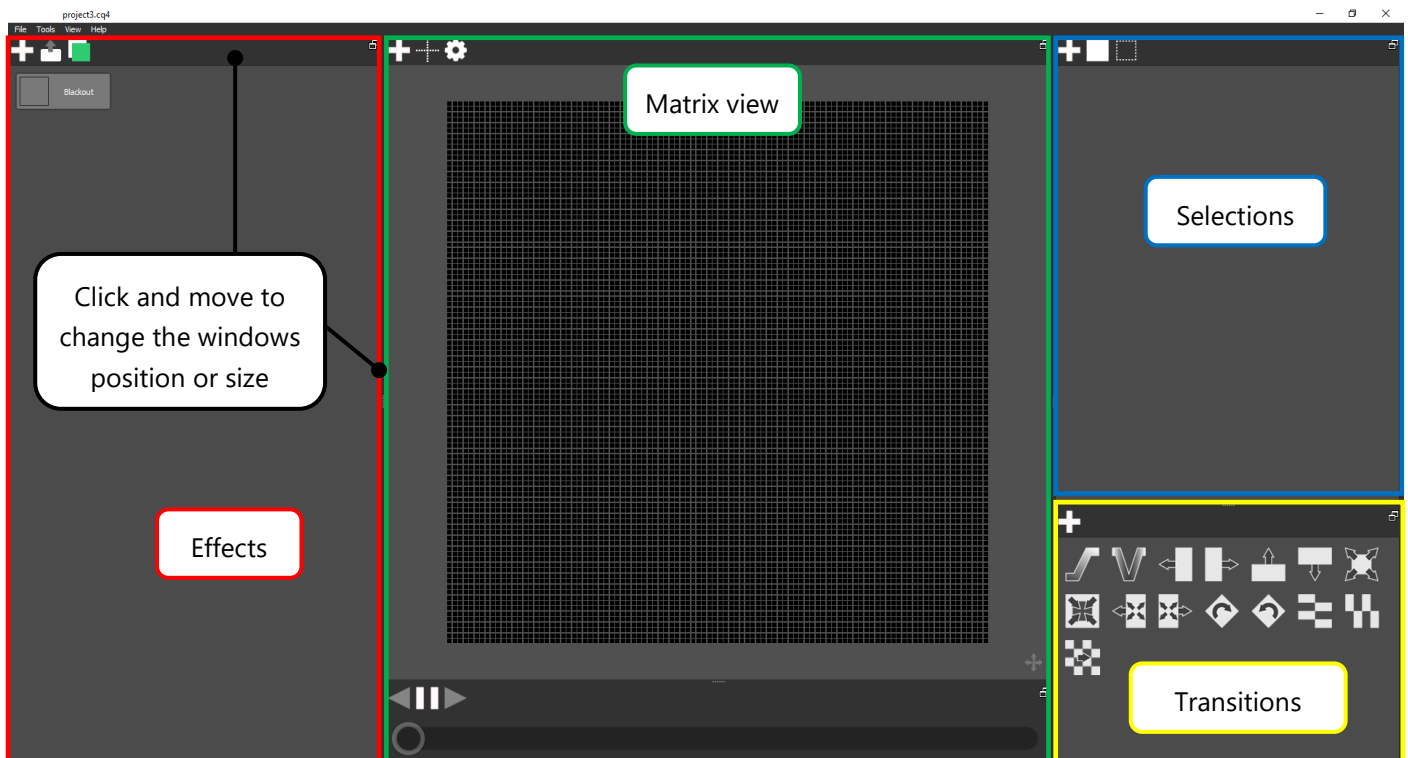 project3.cq4
File Tools View Help
Blackout
Matrix view
Selections
Click and move to
change the windows
position or size
Effects
Transitions